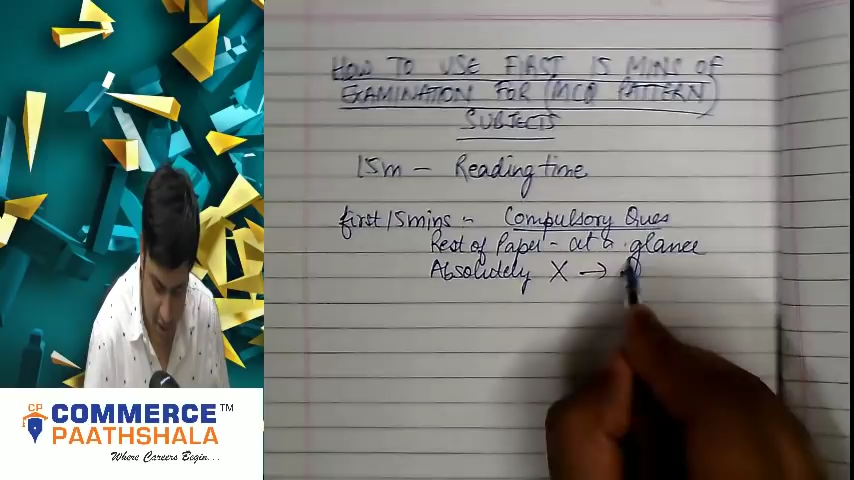 HOW TO USE FIRST 15 MINS OF
EXAMINATION FOR (MCQ PATTERN)
SUBJECTS
15m - Reading time
first 15mins - Compulsory Ques
Rest of Paper - at a glance
Absolutely X →
CP
COMMERCE™
PAATHSHALA
Where Careers Begin...